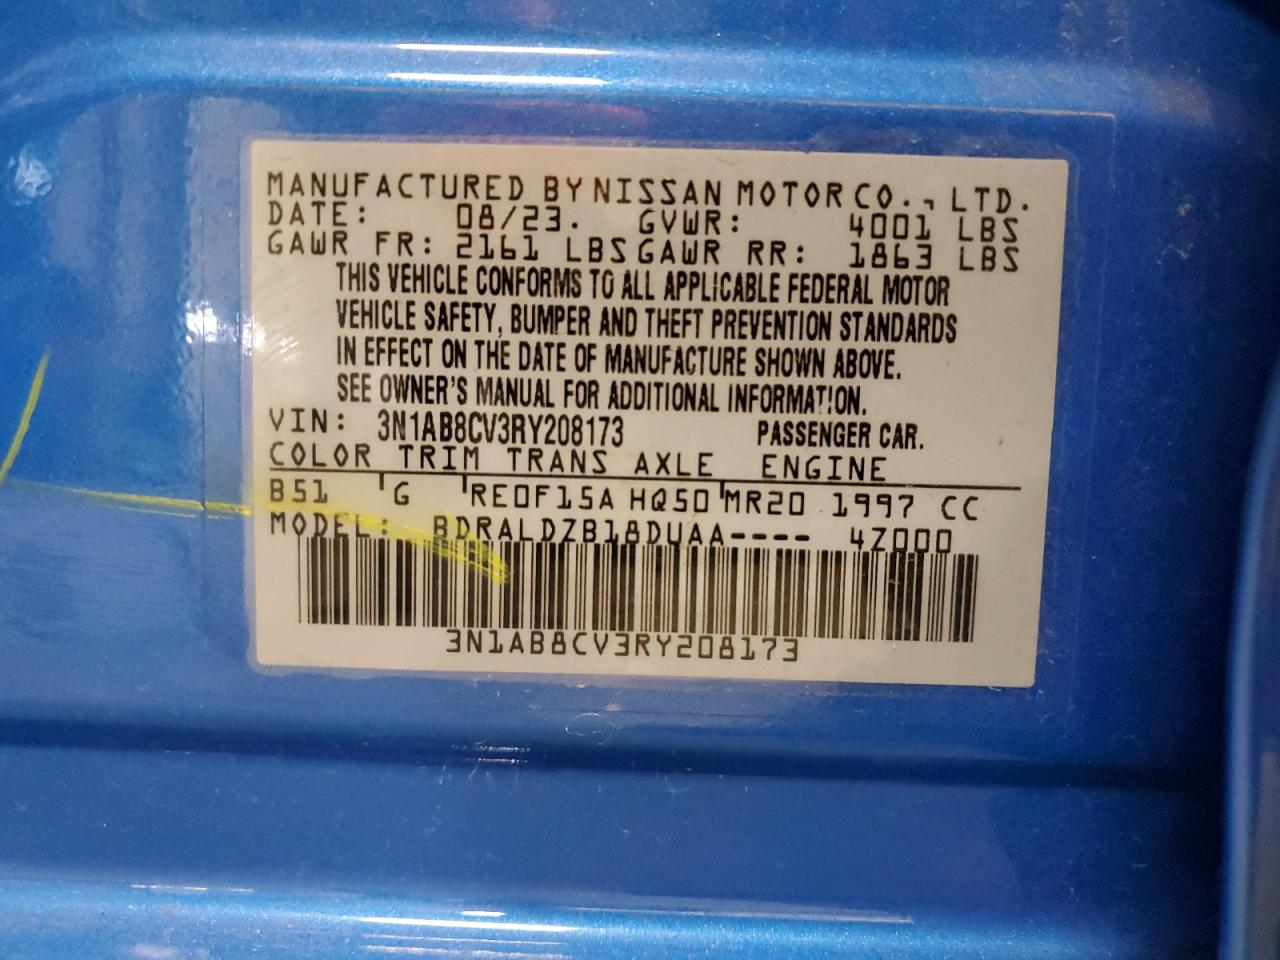 MANUFACTURED BY NISSAN MOTOR CO., LTD.
DATE: 08/23. GVWR: 4001 LBS
GAWR FR: 2161 LBS GAWR RR: 1863 LBS
THIS VEHICLE CONFORMS TO ALL APPLICABLE FEDERAL MOTOR
VEHICLE SAFETY, BUMPER AND THEFT PREVENTION STANDARDS
IN EFFECT ON THE DATE OF MANUFACTURE SHOWN ABOVE.
SEE OWNER'S MANUAL FOR ADDITIONAL INFORMATION.
VIN: 3N1AB8CV3RY208173 PASSENGER CAR.
COLOR TRIM TRANS AXLE ENGINE
B51 G RE0F15A HQ50 MR20 1997 CC
MODEL: BDRALDZB18DUAA---- 4Z000
3N1AB8CV3RY208173